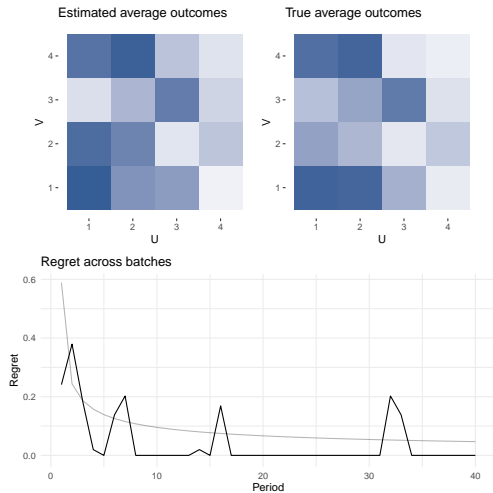 Estimated average outcomes
True average outcomes
4
3
2
1
V
1 2 3 4
U
4
3
2
1
V
1 2 3 4
U
Regret across batches
0.6
0.4
0.2
0.0
Regret
0 10 20 30 40
Period